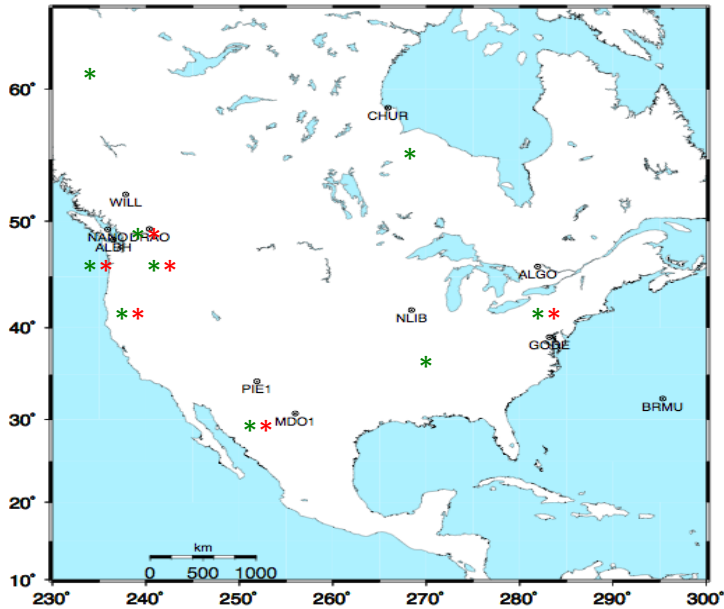 60°
CHUR
WILL
50°
NANO DRAO
ALBH
ALGO
NLIB
40°
GODE
PIE1
BRMU
MDO1
30°
20°
km
0 500 1000
10°
230° 240° 250° 260° 270° 280° 290° 300°